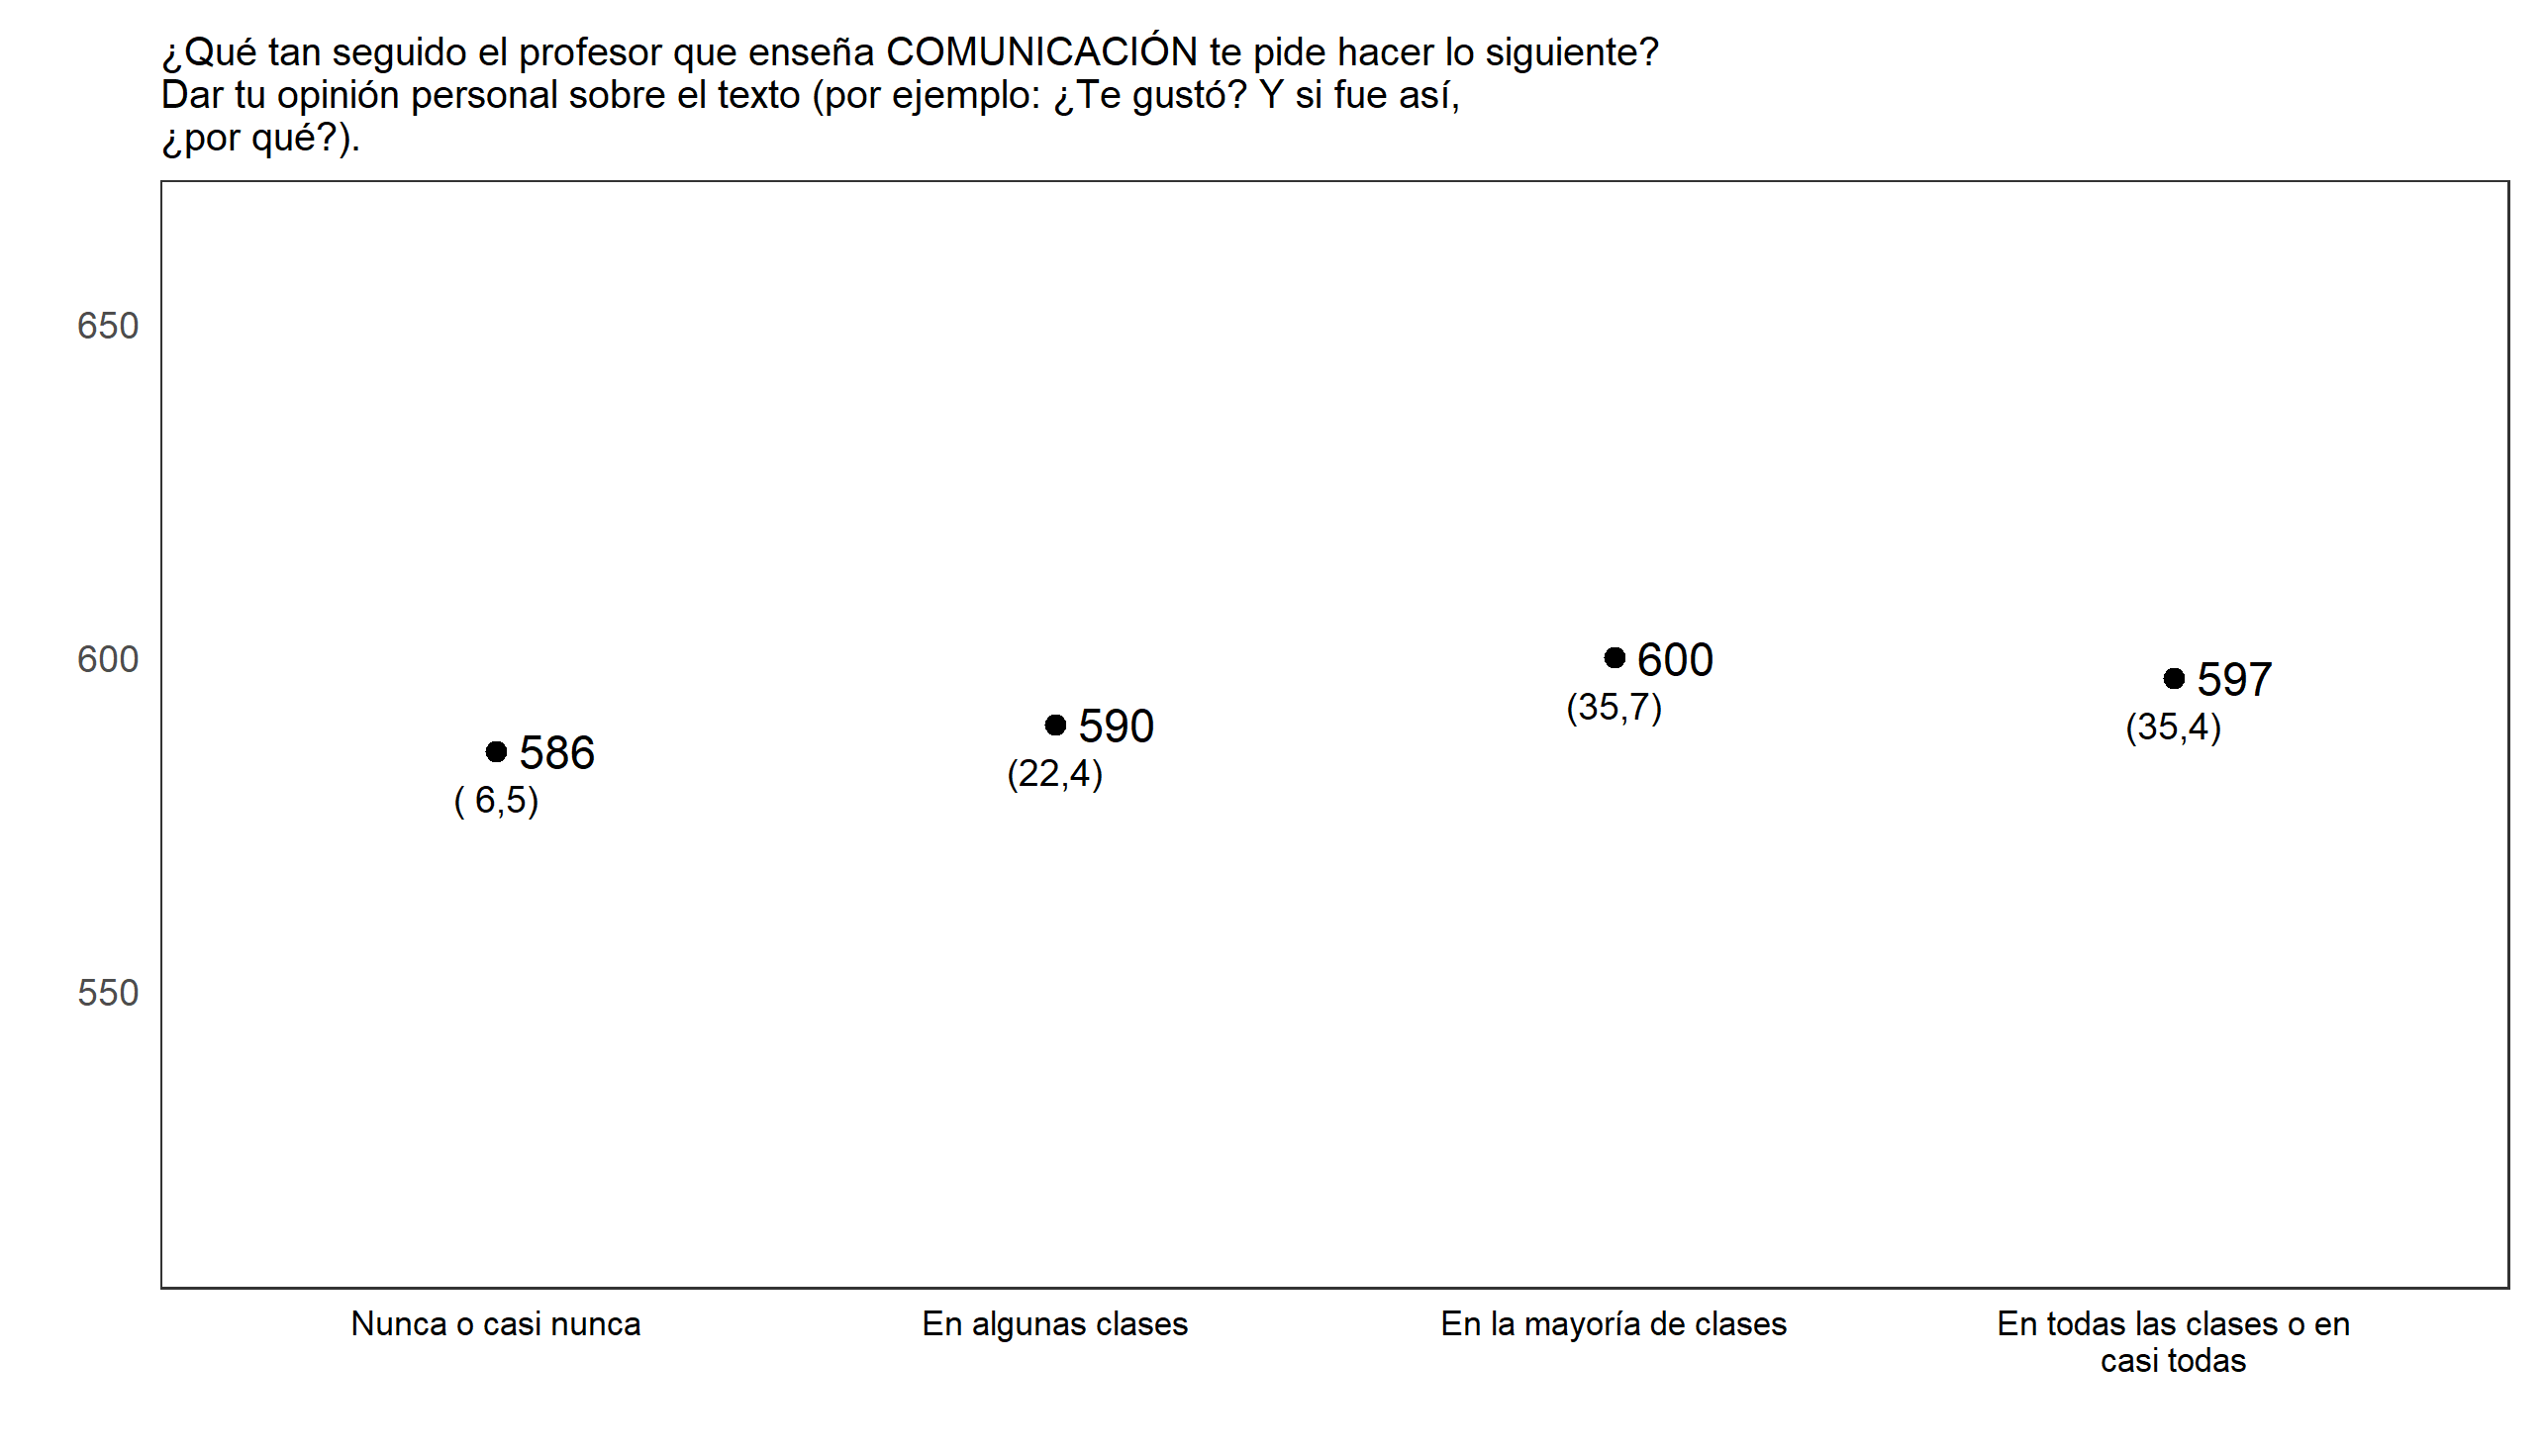 ¿Qué tan seguido el profesor que enseña COMUNICACIÓN te pide hacer lo siguiente?
Dar tu opinión personal sobre el texto (por ejemplo: ¿Te gustó? Y si fue así,
¿por qué?).
650
600
550
586
( 6,5)
590
(22,4)
600
(35,7)
597
(35,4)
Nunca o casi nunca
En algunas clases
En la mayoría de clases
En todas las clases o en
casi todas